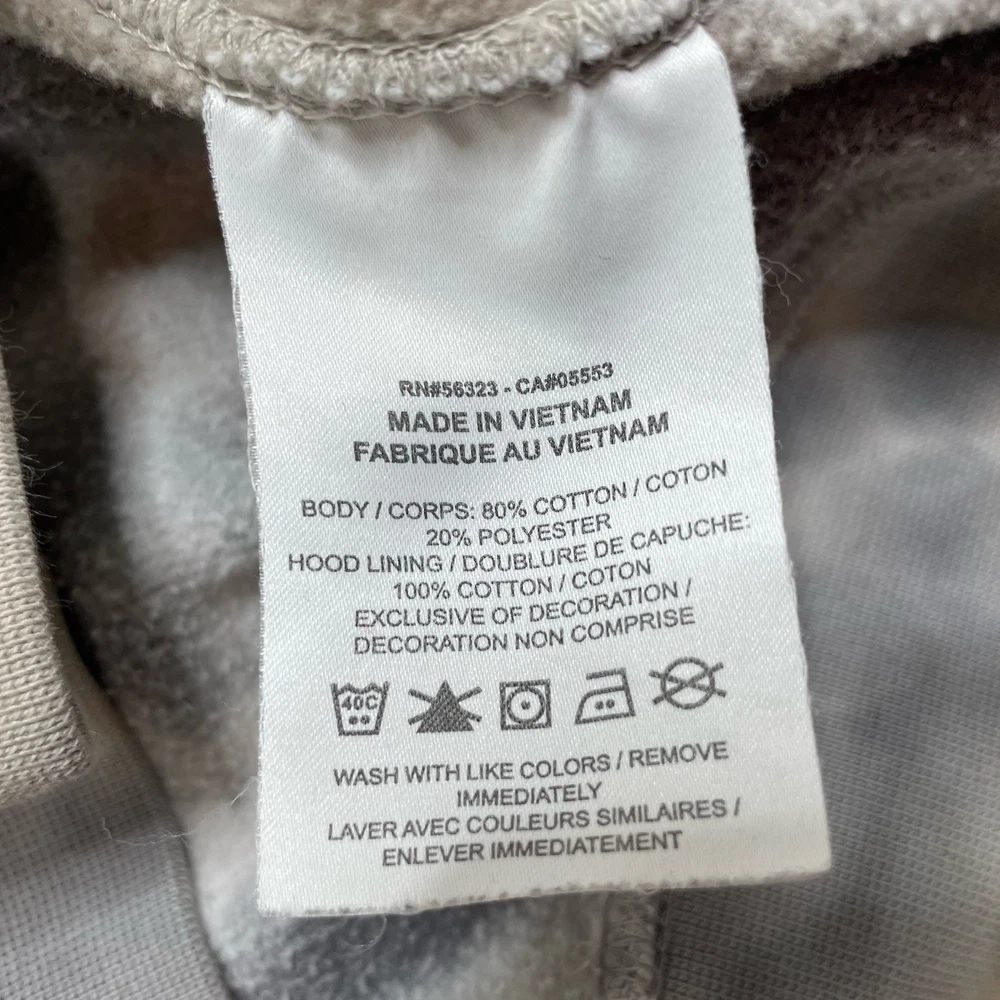 RN#56323 - CA#05553
MADE IN VIETNAM
FABRIQUE AU VIETNAM
BODY / CORPS: 80% COTTON / COTON
20% POLYESTER
HOOD LINING / DOUBLURE DE CAPUCHE:
100% COTTON / COTON
EXCLUSIVE OF DECORATION /
DECORATION NON COMPRISE
40C
WASH WITH LIKE COLORS / REMOVE
IMMEDIATELY
LAVER AVEC COULEURS SIMILAIRES /
ENLEVER IMMEDIATEMENT